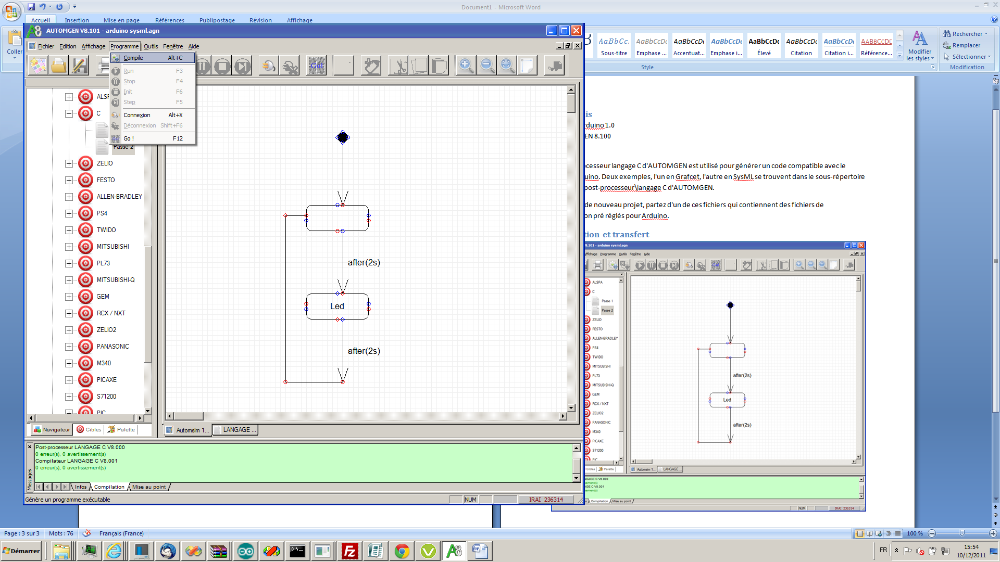 Document1 - Microsoft Word
Accueil Insertion Mise en page Références Publipostage Révision Affichage
AUTOMGEN V8.101 - arduino sysml.agn
Fichier Edition Affichage Programme Outils Fenêtre Aide
Coller
Compile Alt+C
Run F3
Stop F4
Init F6
Step F5
Connexion Alt+X
Déconnexion Shift+F6
Go ! F12
Go!
AaBbCc. AaBbCcDc AaBbCcDc AaBbCcDc AaBbCcDc AaBbCcDc AaBbCcDc AABBCCDD
Sous-titre Emphase ... Accentuat... Emphase i... Élevé Citation Citation i... Référence...
Modifier les styles
Style
Rechercher
Remplacer
Sélectionner
Modification
C
Passe 2
ZELIO
FESTO
ALLEN-BRADLEY
PS4
TWIDO
MITSUBISHI
PL73
MITSUBISHI-Q
GEM
RCX / NXT
ZELIO2
PANASONIC
M340
PICAXE
S71200
PIC
Navigateur Cibles Palette
after(2s)
Led
after(2s)
Automsim 1... LANGAGE ...
Messages
Post-processeur LANGAGE C V8.000
0 erreur(s), 0 avertissement(s)
Compilateur LANGAGE C V8.001
0 erreur(s), 0 avertissement(s)
Infos Compilation Mise au point
Génère un programme exécutable
NUM
IRAI 236314
is
rduino 1.0
EN 8.100
ocesseur langage C d'AUTOMGEN est utilisé pour générer un code compatible avec le
uino. Deux exemples, l'un en Grafcet, l'autre en SysML se trouvent dans le sous-répertoire
post-processeur\langage C d'AUTOMGEN.
de nouveau projet, partez d'un de ces fichiers qui contiennent des fichiers de
on pré réglés pour Arduino.
tion et transfert
8.101 - arduino sysml.agn
Affichage Programme Outils Fenêtre Aide
ALSPA
C
Passe 1
Passe 2
ZELIO
FESTO
ALLEN-BRADLEY
PS4
TWIDO
MITSUBISHI
PL73
MITSUBISHI-Q
GEM
RCX / NXT
ZELIO2
PANASONIC
M340
PICAXE
S71200
PIC
Cibles Palette
after(2s)
Led
after(2s)
Automsim 1... LANGAGE ...
NGAGE C V8.000
AGE C V8.001
Compilation Mise au point
NUM
IRAI 236314
Page : 3 sur 3 Mots : 76 Français (France)
100 %
Démarrer
FR
15:54
10/12/2011